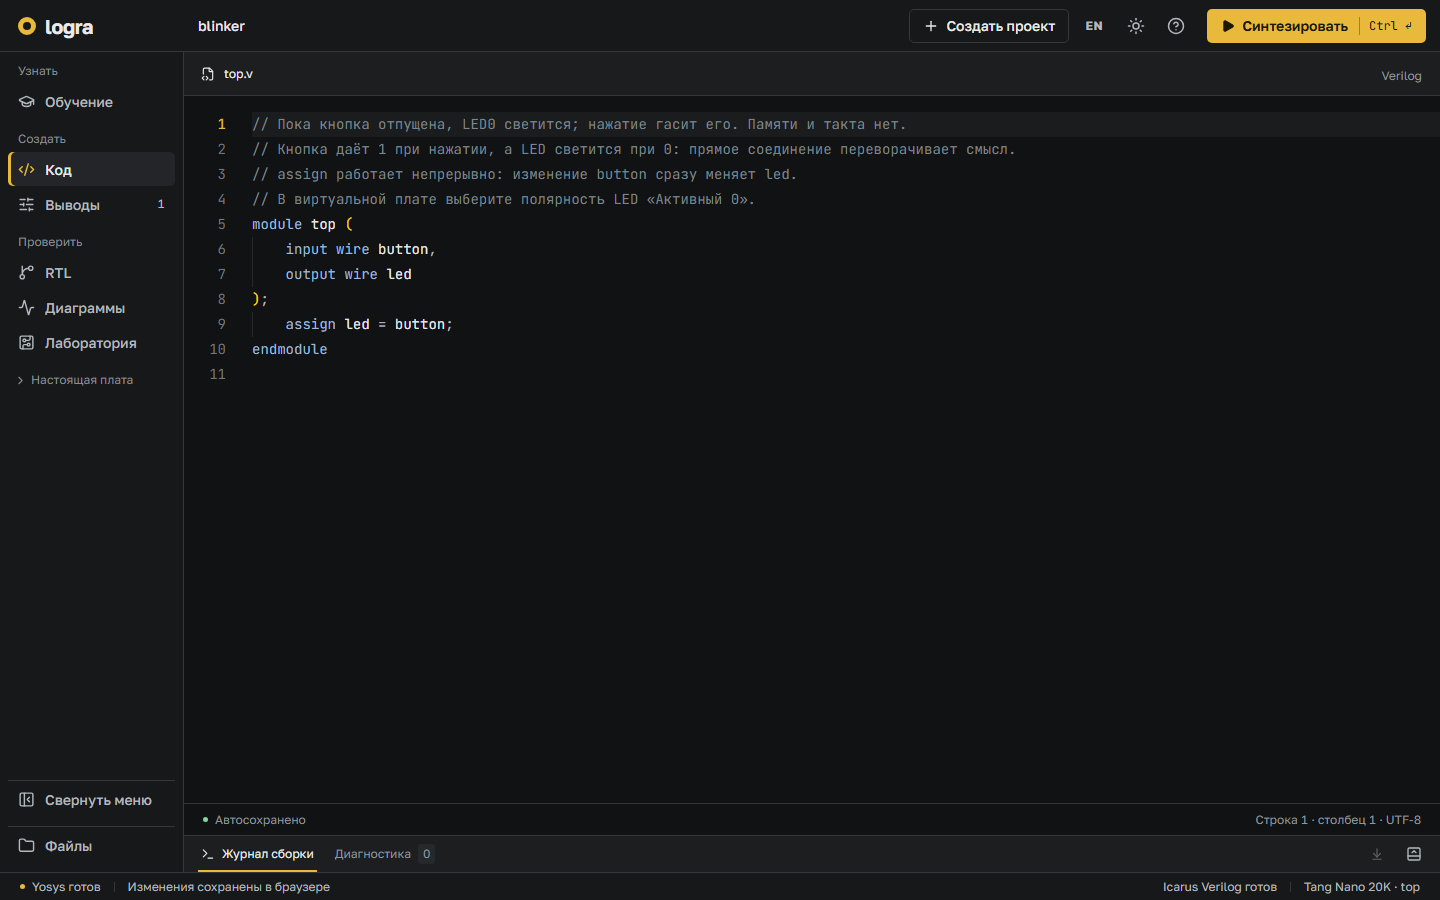 logra
blinker
Создать проект
EN
Синтезировать Ctrl ↲
Узнать
Обучение
Создать
Код
Выводы 1
Проверить
RTL
Диаграммы
Лаборатория
Настоящая плата
Свернуть меню
Файлы
top.v
Verilog
1 // Пока кнопка отпущена, LED0 светится; нажатие гасит его. Памяти и такта нет.
2 // Кнопка даёт 1 при нажатии, а LED светится при 0: прямое соединение переворачивает смысл.
3 // assign работает непрерывно: изменение button сразу меняет led.
4 // В виртуальной плате выберите полярность LED «Активный 0».
5 module top (
6     input wire button,
7     output wire led
8 );
9     assign led = button;
10 endmodule
11
Автосохранено
Строка 1 · столбец 1 · UTF-8
Журнал сборки
Диагностика 0
Yosys готов
Изменения сохранены в браузере
Icarus Verilog готов
Tang Nano 20K · top